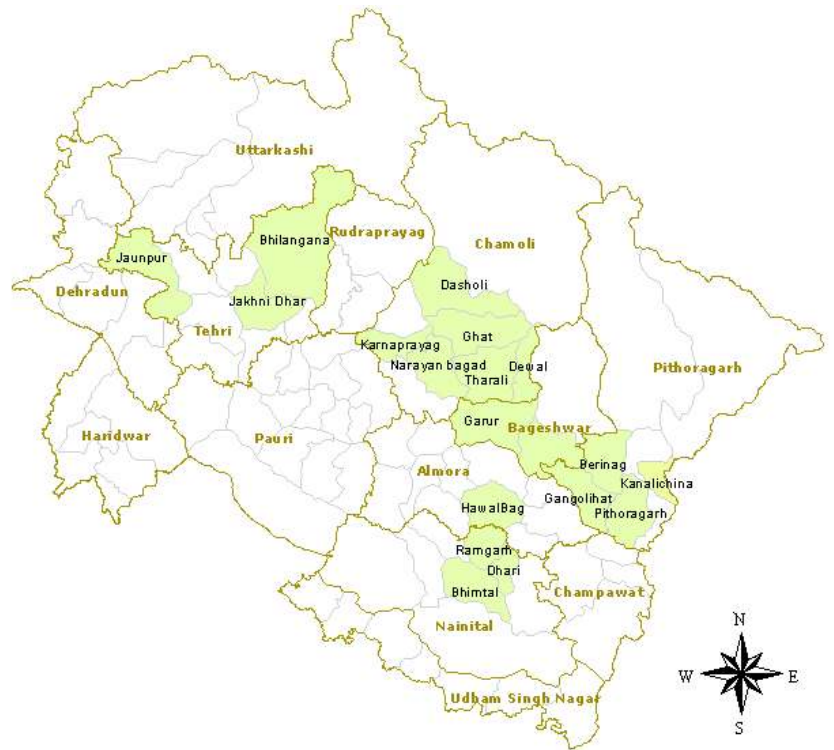 Uttarkashi
Bhilangana
Rudraprayag
Chamoli
Jaunpur
Dasholi
Dehradun
Jakhni Dhar
Tehri
Ghat
Karnaprayag
Narayan bagad
Dewal
Tharali
Pithoragarh
Garur
Bageshwar
Haridwar
Pauri
Almora
Berinag
Kanalichina
Gangolihat
HawalBag
Pithoragarh
Ramgarh
Dhari
Bhimtal
Champawat
Nainital
Udham Singh Nagar
N
W
E
S